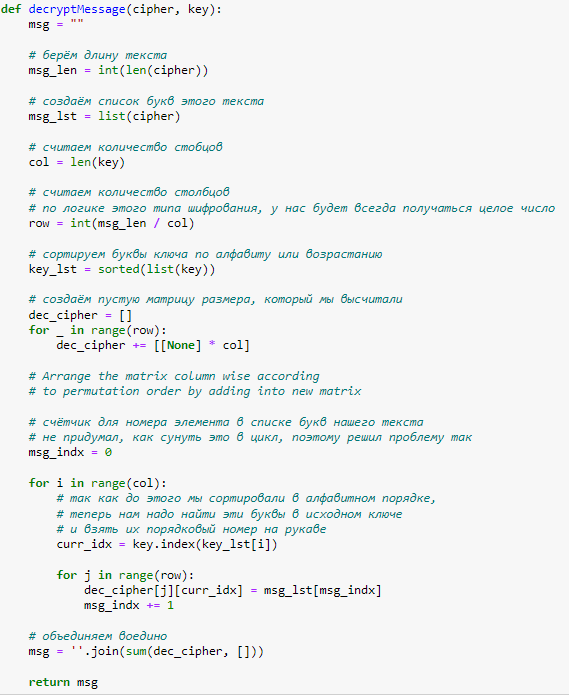 def decryptMessage(cipher, key):
    msg = ""

    # берём длину текста
    msg_len = int(len(cipher))

    # создаём список букв этого текста
    msg_lst = list(cipher)

    # считаем количество стобцов
    col = len(key)

    # считаем количество столбцов
    # по логике этого типа шифрования, у нас будет всегда получаться целое число
    row = int(msg_len / col)

    # сортируем буквы ключа по алфавиту или возрастанию
    key_lst = sorted(list(key))

    # создаём пустую матрицу размера, который мы высчитали
    dec_cipher = []
    for _ in range(row):
        dec_cipher += [[None] * col]

    # Arrange the matrix column wise according
    # to permutation order by adding into new matrix

    # счётчик для номера элемента в списке букв нашего текста
    # не придумал, как сунуть это в цикл, поэтому решил проблему так
    msg_indx = 0

    for i in range(col):
        # так как до этого мы сортировали в алфавитном порядке,
        # теперь нам надо найти эти буквы в исходном ключе
        # и взять их порядковый номер на рукаве
        curr_idx = key.index(key_lst[i])

        for j in range(row):
            dec_cipher[j][curr_idx] = msg_lst[msg_indx]
            msg_indx += 1

    # объединяем воедино
    msg = ''.join(sum(dec_cipher, []))

    return msg